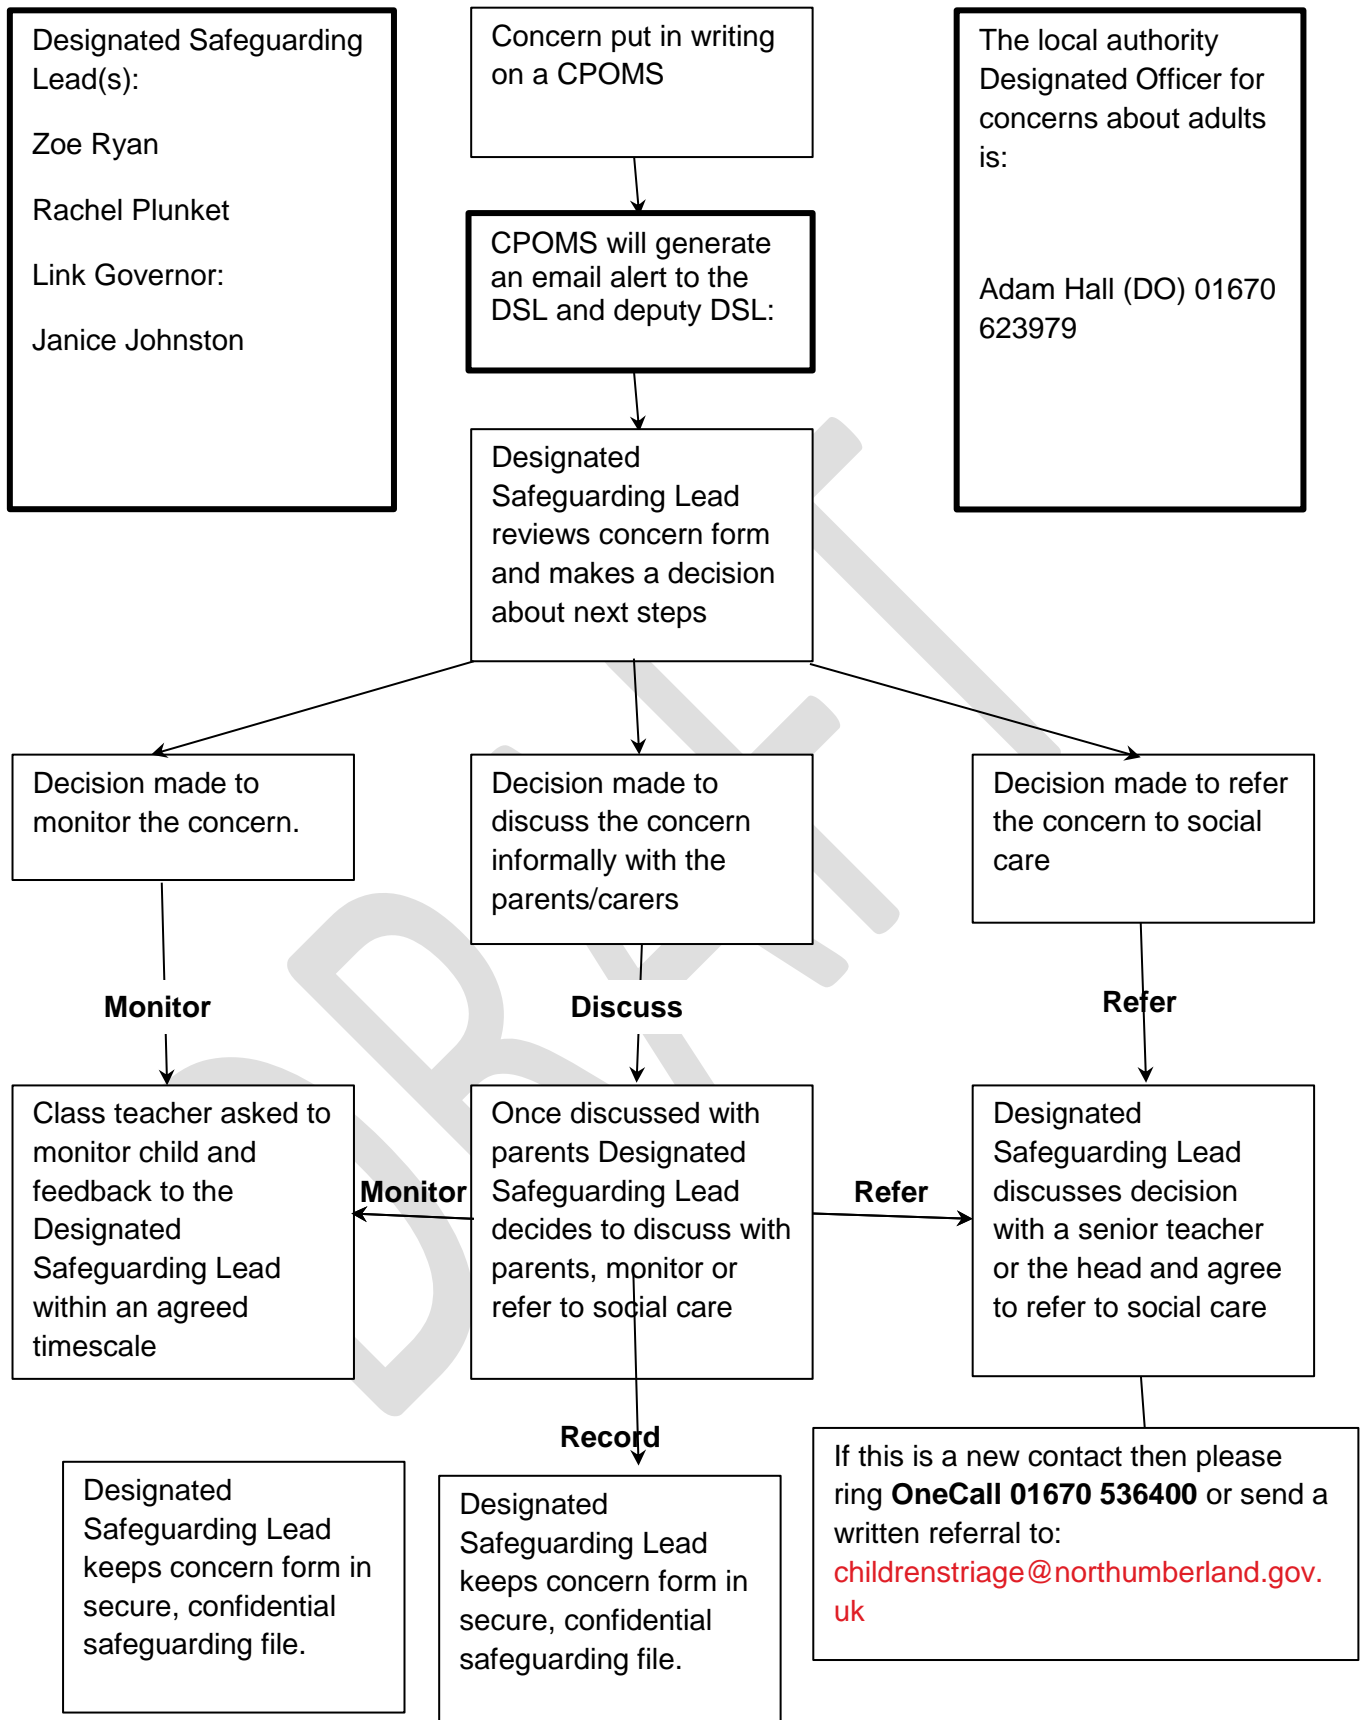 Designated Safeguarding
Lead(s):
Zoe Ryan
Rachel Plunket
Link Governor:
Janice Johnston
Concern put in writing
on a CPOMS
The local authority
Designated Officer for
concerns about adults
is:
Adam Hall (DO) 01670
623979
CPOMS will generate
an email alert to the
DSL and deputy DSL:
Designated
Safeguarding Lead
reviews concern form
and makes a decision
about next steps
Decision made to
monitor the concern.
Decision made to
discuss the concern
informally with the
parents/carers
Decision made to refer
the concern to social
care
Monitor
Discuss
Refer
Class teacher asked to
monitor child and
feedback to the
Designated
Safeguarding Lead
within an agreed
timescale
Monitor
Once discussed with
parents Designated
Safeguarding Lead
decides to discuss with
parents, monitor or
refer to social care
Refer
Designated
Safeguarding Lead
discusses decision
with a senior teacher
or the head and agree
to refer to social care
Record
Designated
Safeguarding Lead
keeps concern form in
secure, confidential
safeguarding file.
Designated
Safeguarding Lead
keeps concern form in
secure, confidential
safeguarding file.
If this is a new contact then please
ring OneCall 01670 536400 or send a
written referral to:
childrenstriage@northumberland.gov.
uk
DRAFT